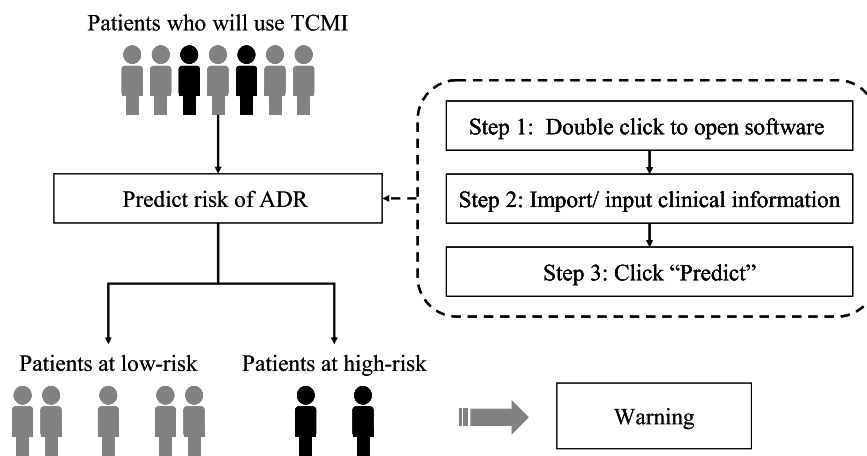 Patients who will use TCMI
Step 1:  Double click to open software
Predict risk of ADR
Step 2: Import/ input clinical information
Step 3: Click “Predict”
Patients at low-risk
Patients at high-risk
Warning